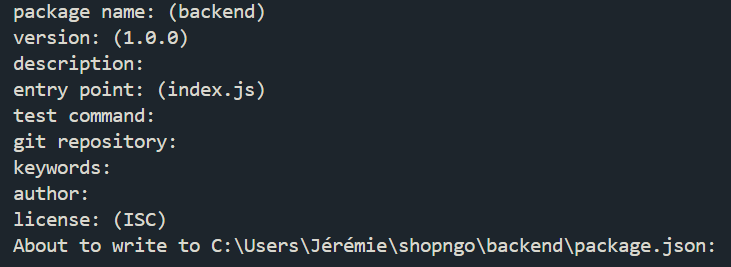 package name: (backend)
version: (1.0.0)
description:
entry point: (index.js)
test command:
git repository:
keywords:
author:
license: (ISC)
About to write to C:\Users\Jérémie\shopngo\backend\package.json: